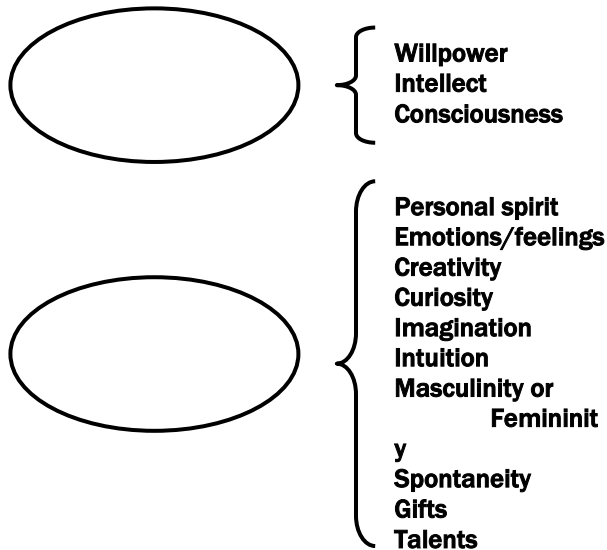 Willpower
Intellect
Consciousness
Personal spirit
Emotions/feelings
Creativity
Curiosity
Imagination
Intuition
Masculinity or
Femininit
y
Spontaneity
Gifts
Talents